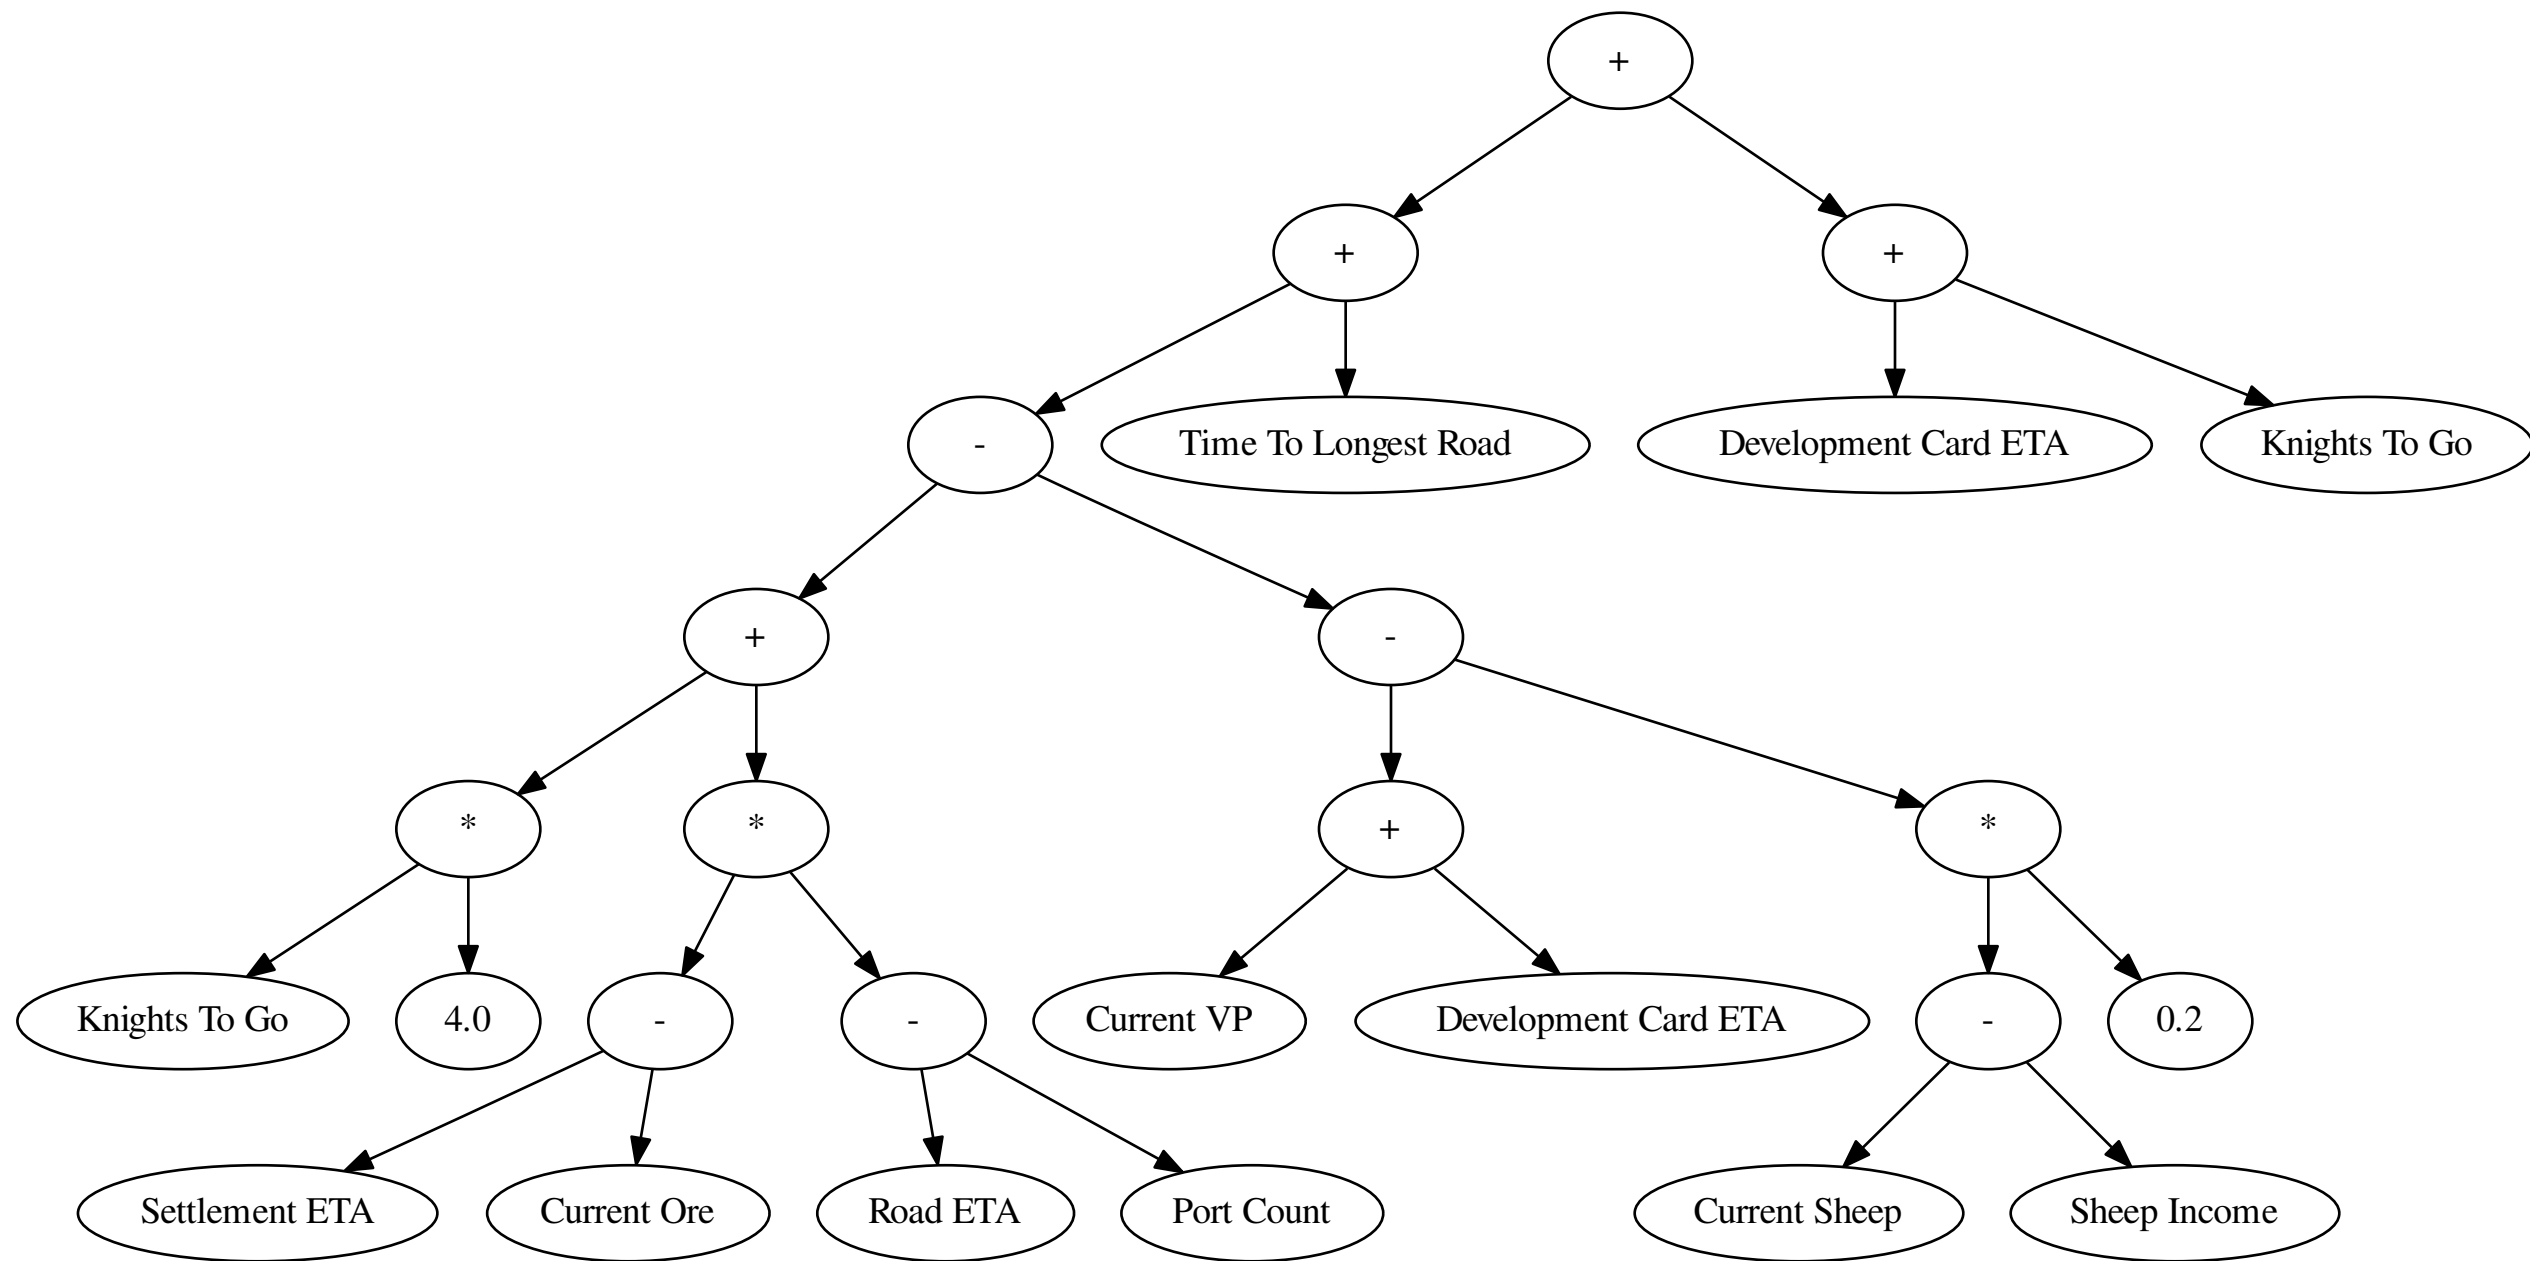 +
+
+
-
Time To Longest Road
Development Card ETA
Knights To Go
+
-
*
*
+
*
Knights To Go
4.0
-
-
Current VP
Development Card ETA
-
0.2
Settlement ETA
Current Ore
Road ETA
Port Count
Current Sheep
Sheep Income